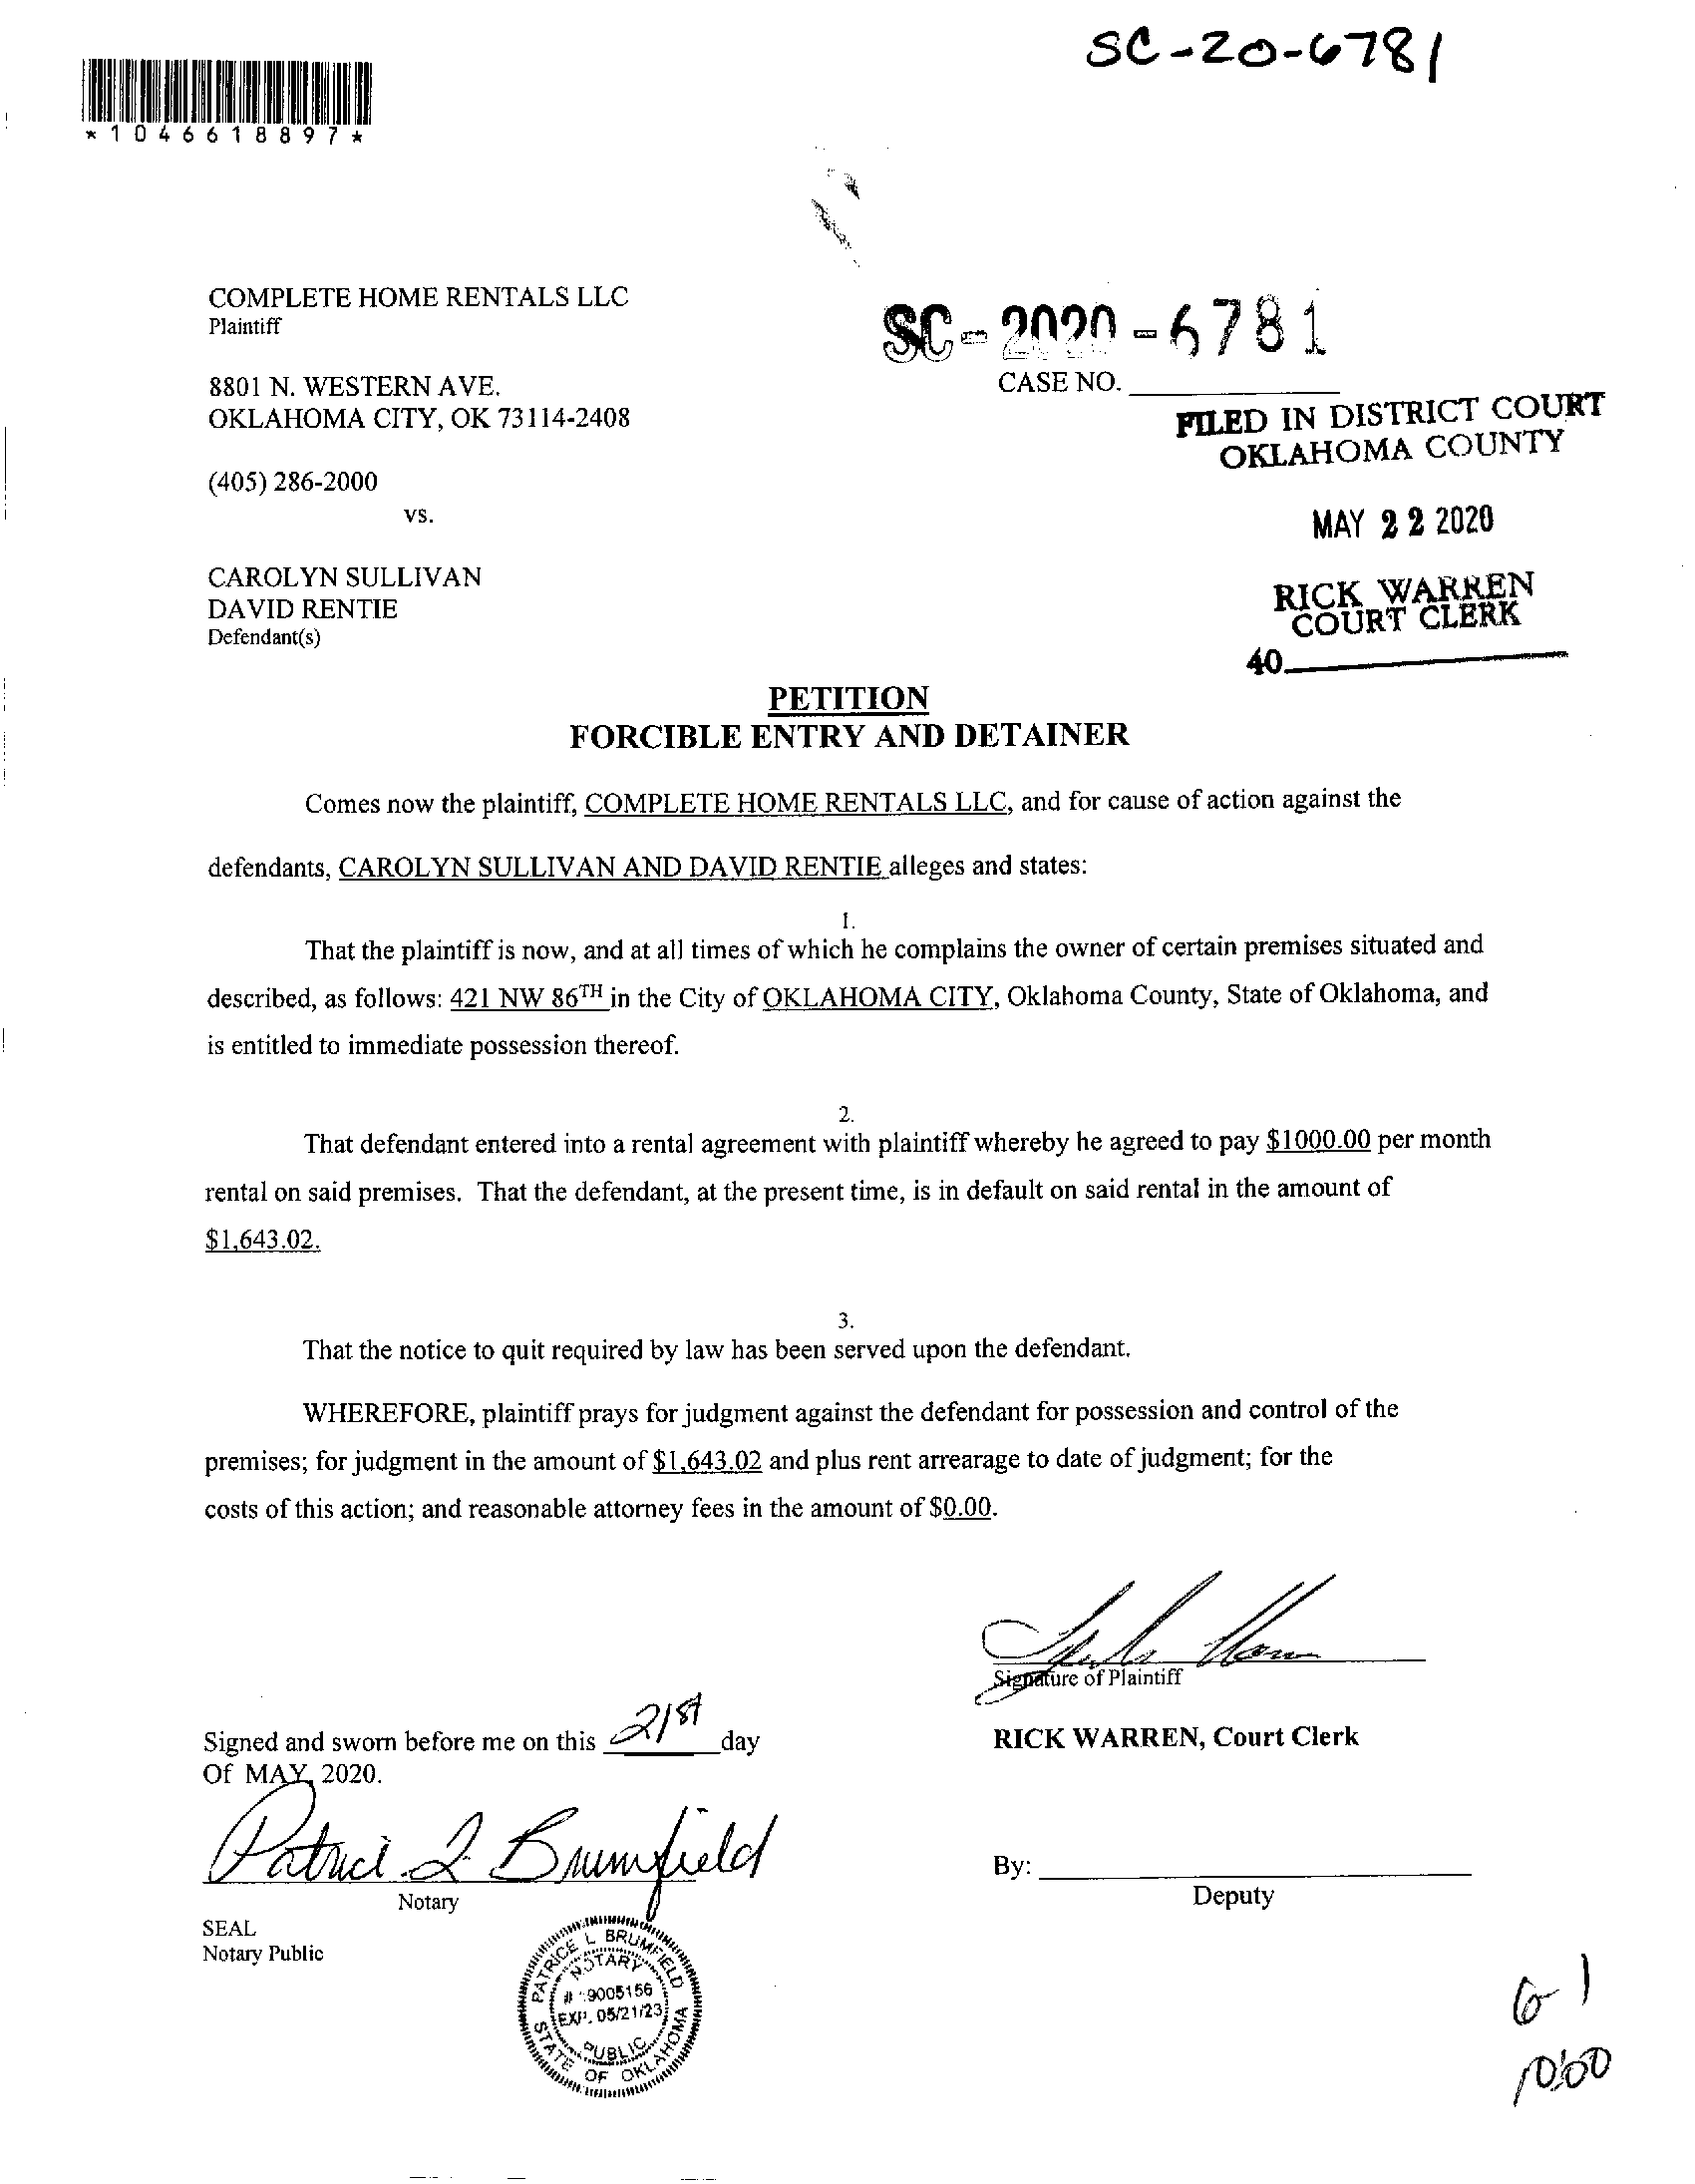 SC-20-6781
*1046618897*
COMPLETE HOME RENTALS LLC
Plaintiff
SC-2020-6781
8801 N. WESTERN AVE.
CASE NO.
OKLAHOMA CITY, OK 73114-2408
FILED IN DISTRICT COURT
OKLAHOMA COUNTY
(405) 286-2000
vs.
MAY 22 2020
CAROLYN SULLIVAN
DAVID RENTIE
Defendant(s)
RICK WARREN
COURT CLERK
40
PETITION
FORCIBLE ENTRY AND DETAINER
Comes now the plaintiff, COMPLETE HOME RENTALS LLC, and for cause of action against the
defendants, CAROLYN SULLIVAN AND DAVID RENTIE alleges and states:
1.
That the plaintiff is now, and at all times of which he complains the owner of certain premises situated and
described, as follows: 421 NW 86TH in the City of OKLAHOMA CITY, Oklahoma County, State of Oklahoma, and
is entitled to immediate possession thereof.
2.
That defendant entered into a rental agreement with plaintiff whereby he agreed to pay $1000.00 per month
rental on said premises. That the defendant, at the present time, is in default on said rental in the amount of
$1,643.02.
3.
That the notice to quit required by law has been served upon the defendant.
WHEREFORE, plaintiff prays for judgment against the defendant for possession and control of the
premises; for judgment in the amount of $1,643.02 and plus rent arrearage to date of judgment; for the
costs of this action; and reasonable attorney fees in the amount of $0.00.
Signature of Plaintiff
Signed and sworn before me on this 21st day
Of MAY, 2020.
RICK WARREN, Court Clerk
Patrice L Brumfield
Notary
By:
Deputy
SEAL
Notary Public
PATRICE L BRUMFIELD
NOTARY
EXP. 05/21/23
PUBLIC
STATE OF OKLAHOMA
6-1
10:00